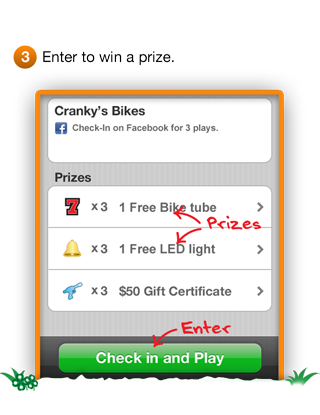 3 Enter to win a prize.
Cranky's Bikes
Check-In on Facebook for 3 plays.
Prizes
7 x 3 1 Free Bike tube
Prizes
x 3 1 Free LED light
x 3 $50 Gift Certificate
Enter
Check in and Play